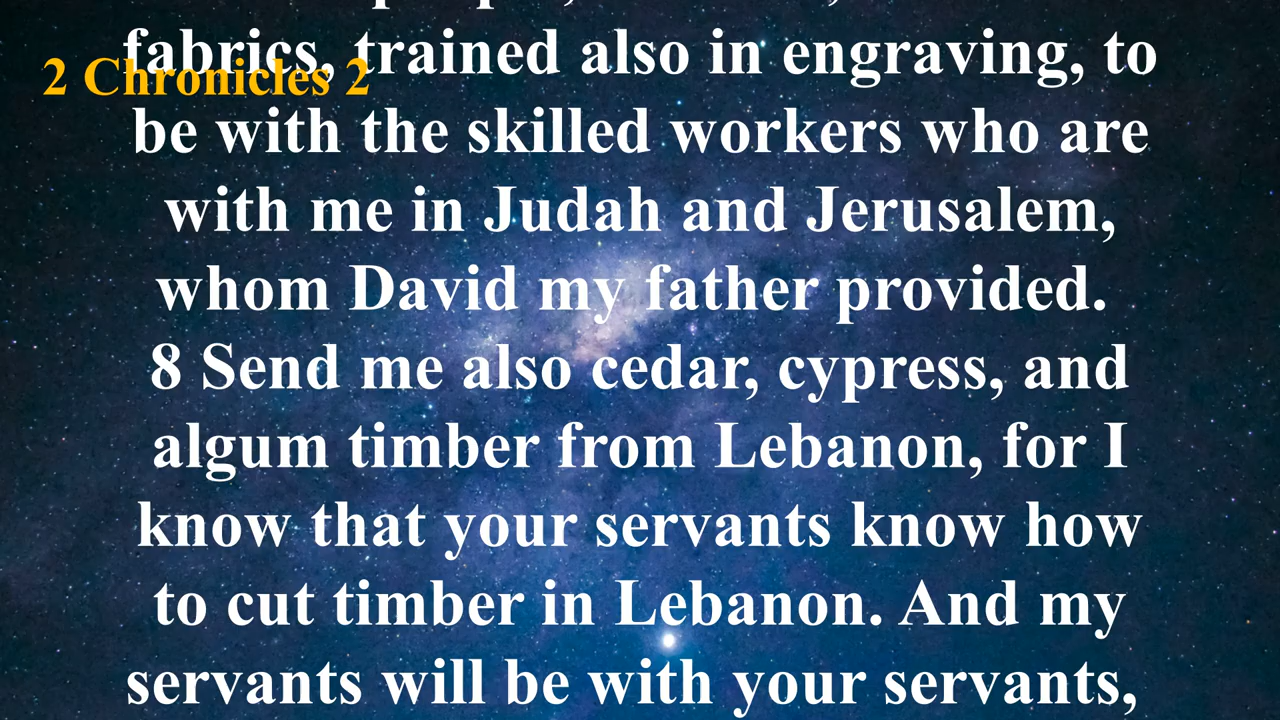 fabrics, trained also in engraving, to
2 Chronicles 2
be with the skilled workers who are
with me in Judah and Jerusalem,
whom David my father provided.
8 Send me also cedar, cypress, and
algum timber from Lebanon, for I
know that your servants know how
to cut timber in Lebanon. And my
servants will be with your servants,